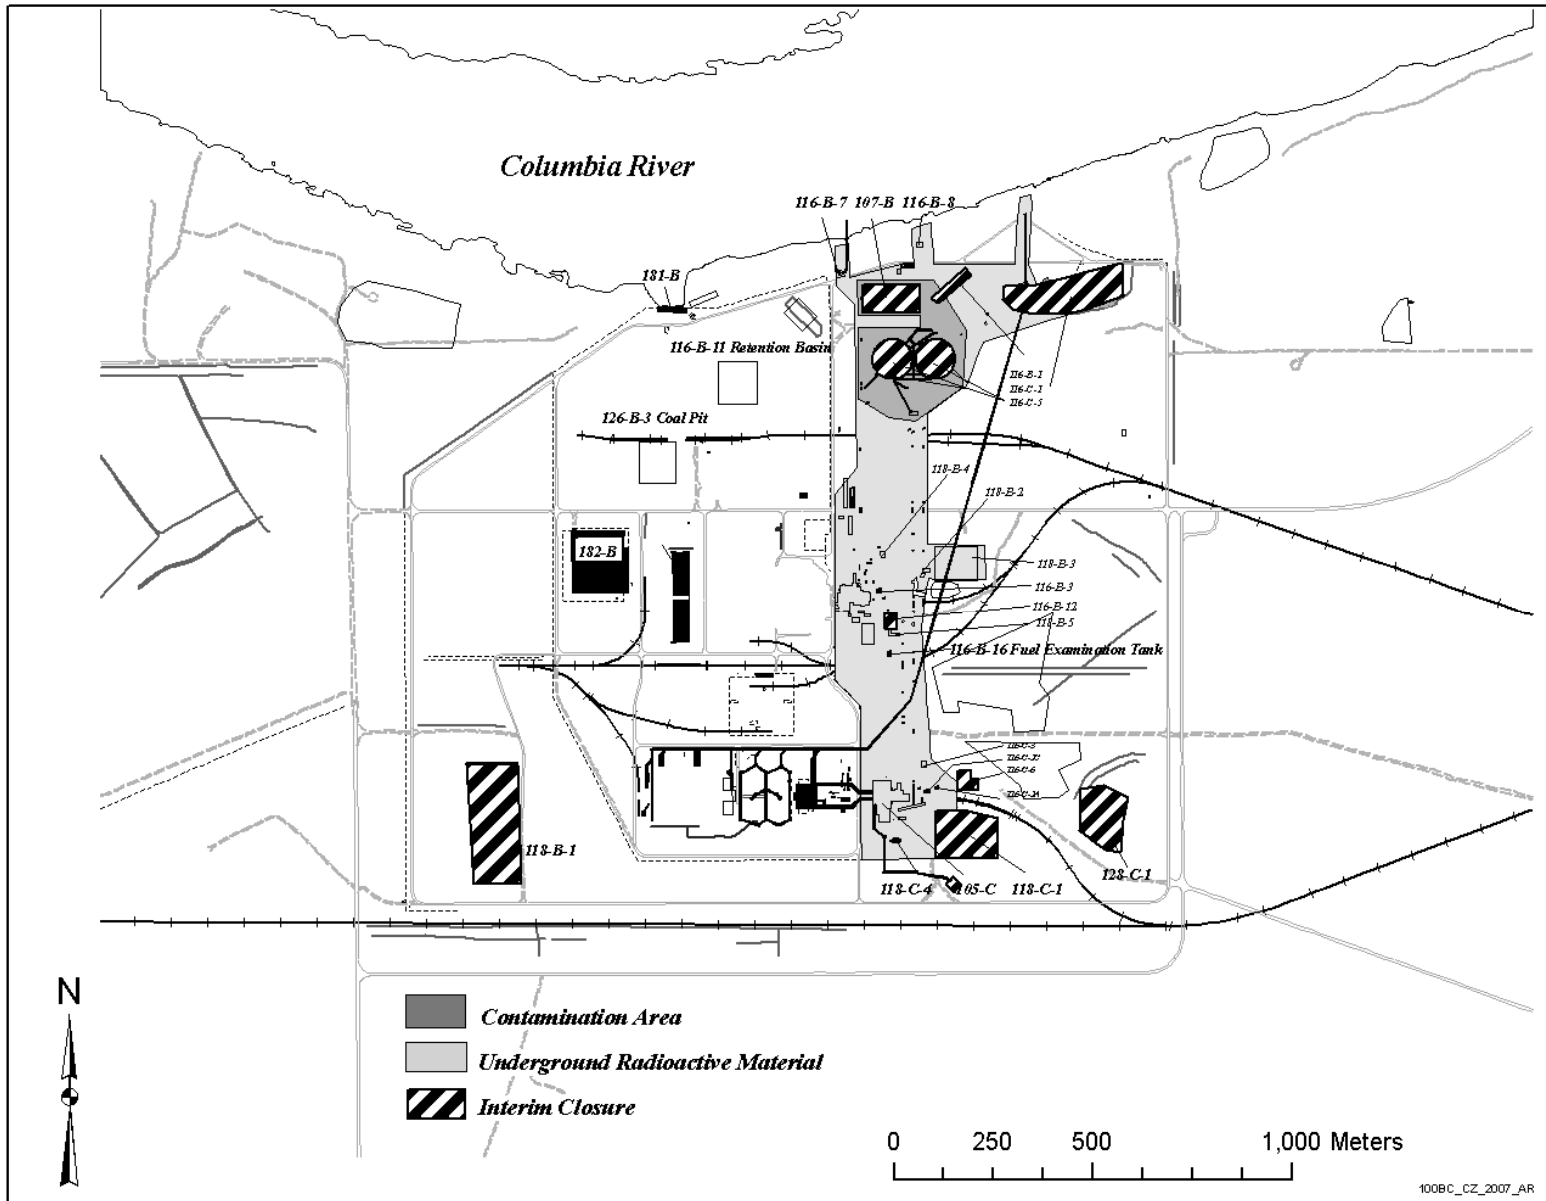 Columbia River
116-B-7 107-B 116-B-8
181-B
116-B-11 Retention Basin
116-B-1
116-C-1
116-C-5
126-B-3 Coal Pit
118-B-4
118-B-2
182-B
118-B-3
116-B-3
116-B-12
118-B-5
116-B-16 Fuel Examination Tank
116-C-3
116-C-6
118-B-1
118-C-4 105-C 118-C-1 128-C-1
N
Contamination Area
Underground Radioactive Material
Interim Closure
0 250 500 1,000 Meters
100BC_CZ_2007_AR